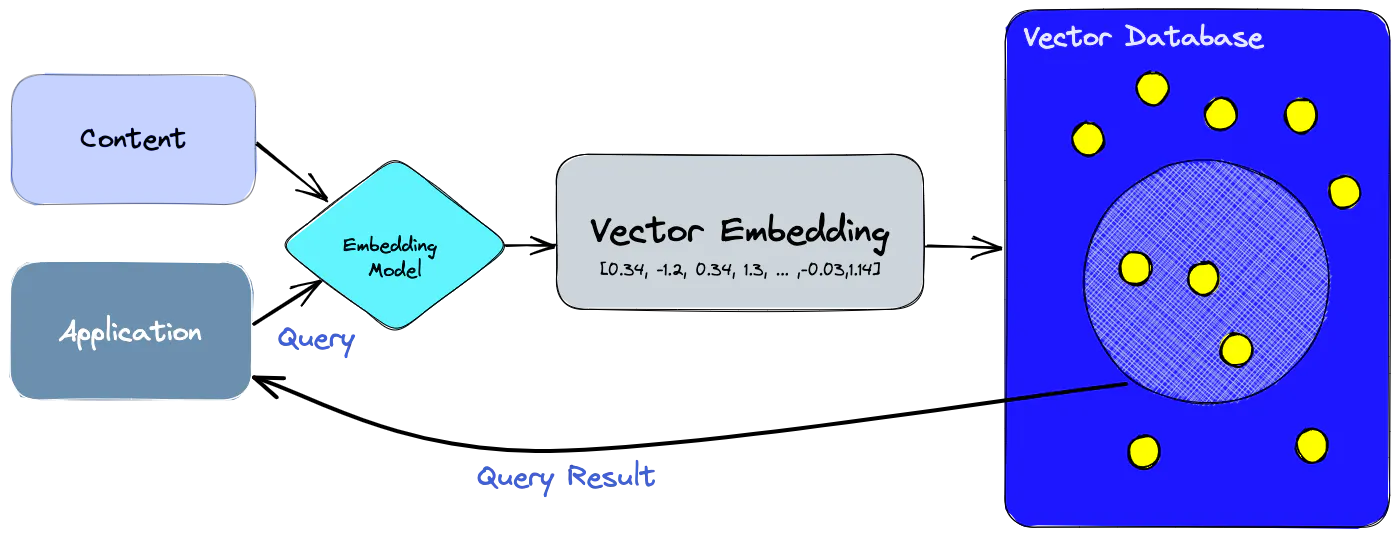 Vector Database
Content
Embedding
Model
Vector Embedding
[0.34, -1.2, 0.34, 1.3, ... ,-0.03,1.14]
Application
Query
Query Result